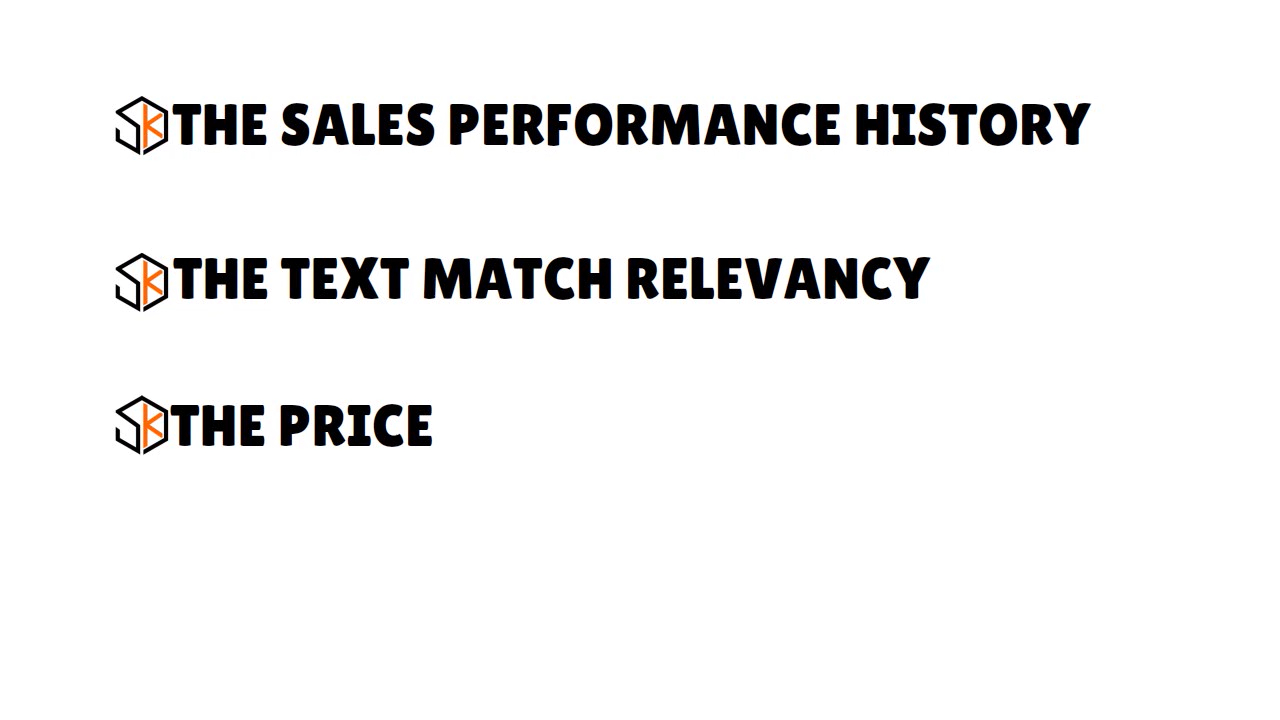 THE SALES PERFORMANCE HISTORY
THE TEXT MATCH RELEVANCY
THE PRICE